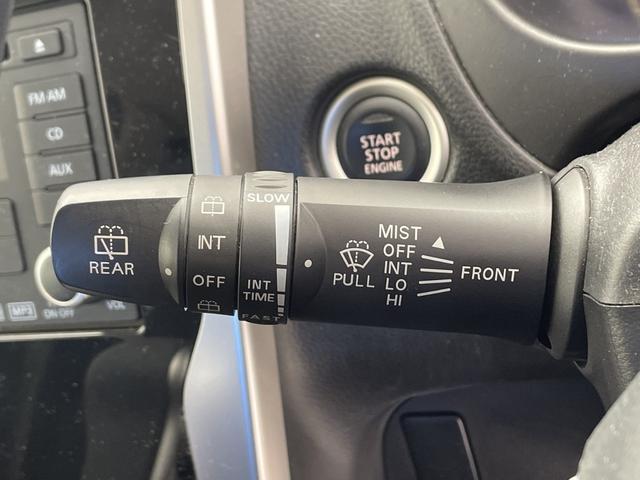 FM AM
CD
AUX
MP3
ON·OFF
VOL
START
STOP
ENGINE
REAR
INT
OFF
SLOW
INT
TIME
FAST
PULL
MIST
OFF
INT
LO
HI
FRONT